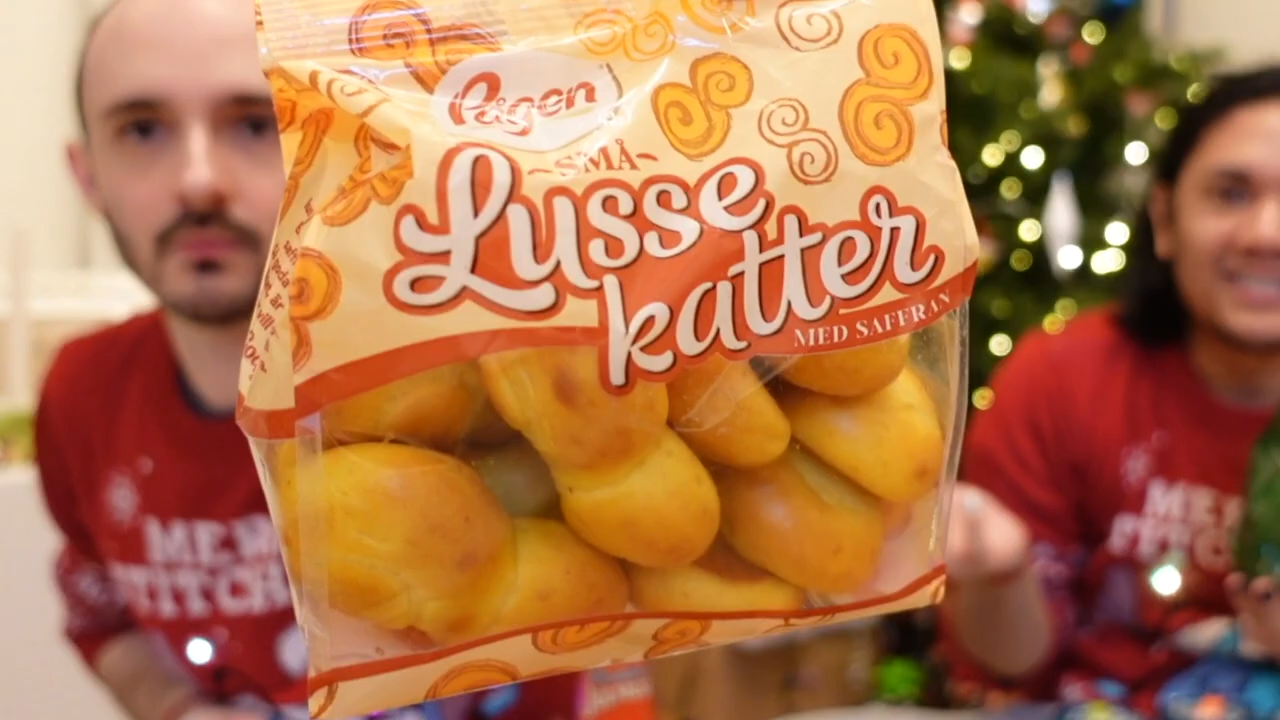 Pågen
SMÅ
Lusse
katter
MED SAFFRAN